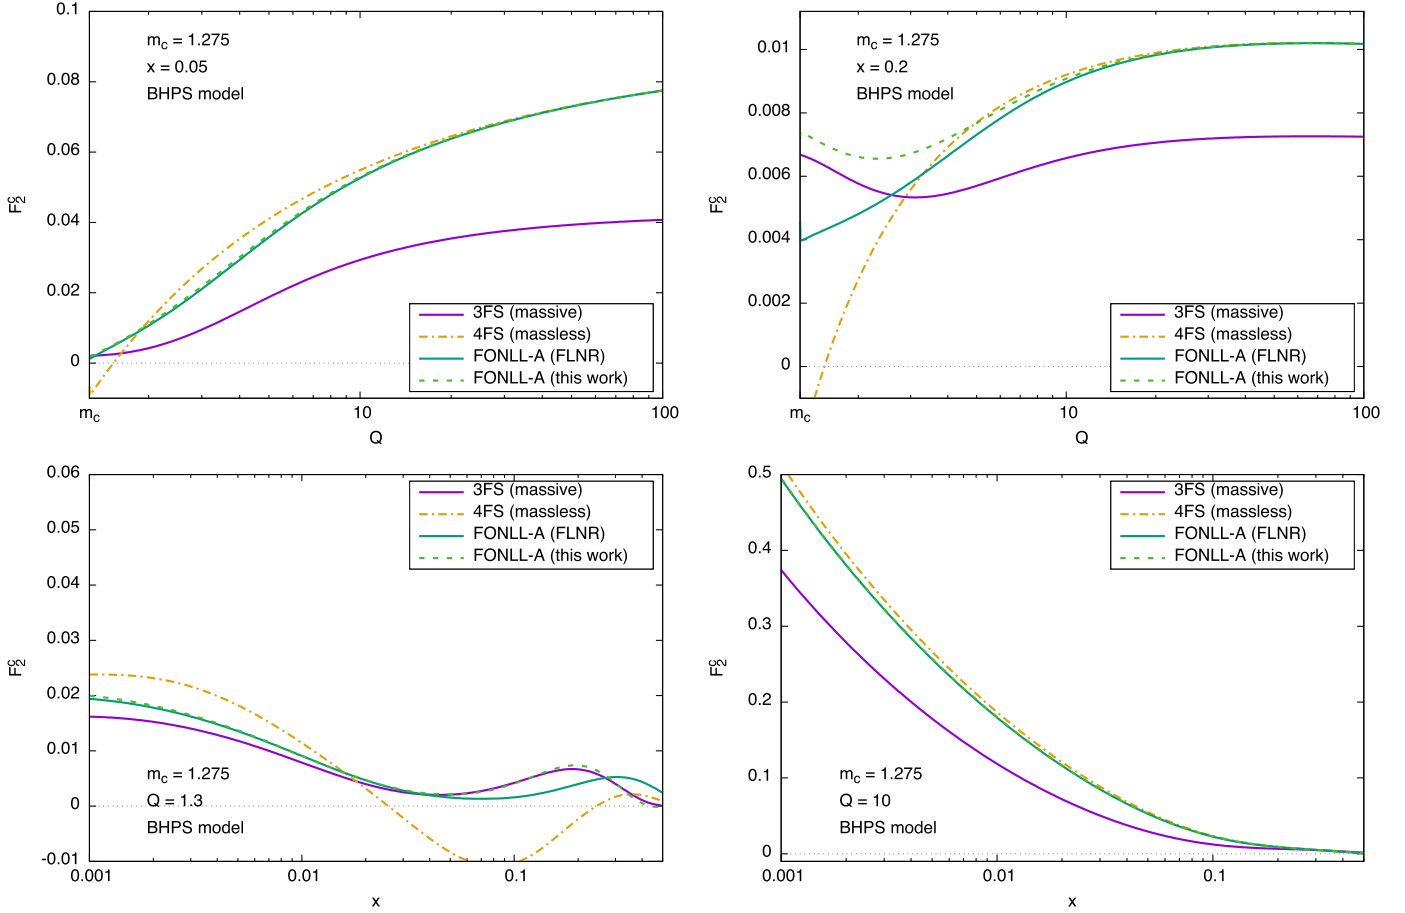 0.1
0.08
0.06
0.04
0.02
0
F₂ᶜ
m_c = 1.275
x = 0.05
BHPS model
3FS (massive)
4FS (massless)
FONLL-A (FLNR)
FONLL-A (this work)
m_c 10 100
Q
0.01
0.008
0.006
0.004
0.002
0
F₂ᶜ
m_c = 1.275
x = 0.2
BHPS model
3FS (massive)
4FS (massless)
FONLL-A (FLNR)
FONLL-A (this work)
m_c 10 100
Q
0.06
0.05
0.04
0.03
0.02
0.01
0
-0.01
F₂ᶜ
3FS (massive)
4FS (massless)
FONLL-A (FLNR)
FONLL-A (this work)
m_c = 1.275
Q = 1.3
BHPS model
0.001 0.01 0.1
x
0.5
0.4
0.3
0.2
0.1
0
F₂ᶜ
3FS (massive)
4FS (massless)
FONLL-A (FLNR)
FONLL-A (this work)
m_c = 1.275
Q = 10
BHPS model
0.001 0.01 0.1
x